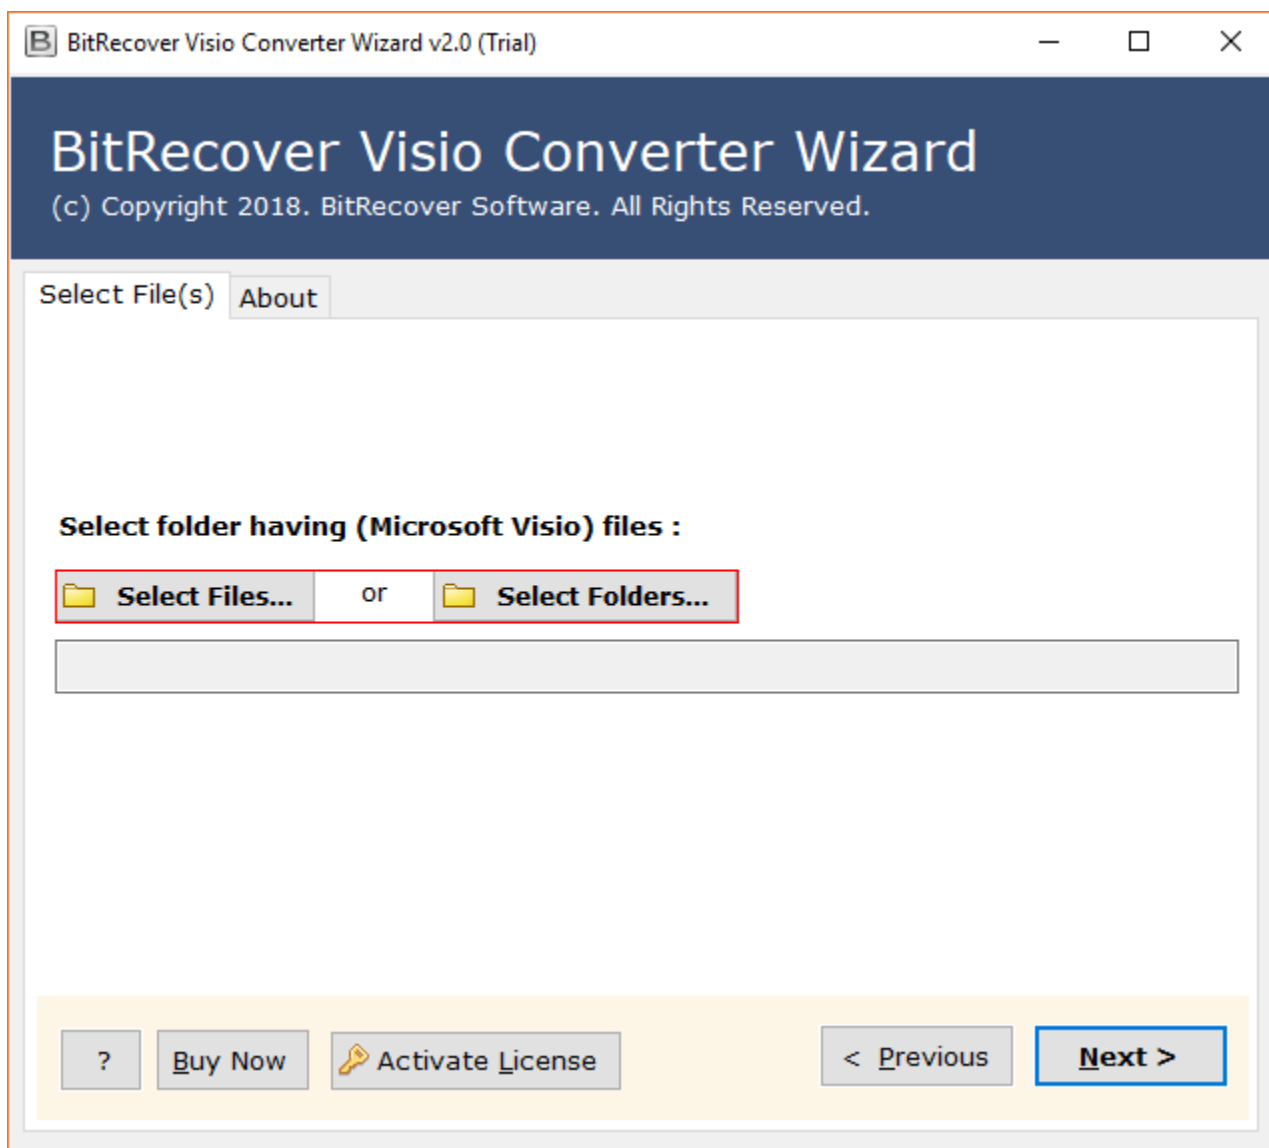 B BitRecover Visio Converter Wizard v2.0 (Trial)
BitRecover Visio Converter Wizard
(c) Copyright 2018. BitRecover Software. All Rights Reserved.
Select File(s) About
Select folder having (Microsoft Visio) files :
Select Files... or Select Folders...
? Buy Now Activate License < Previous Next >